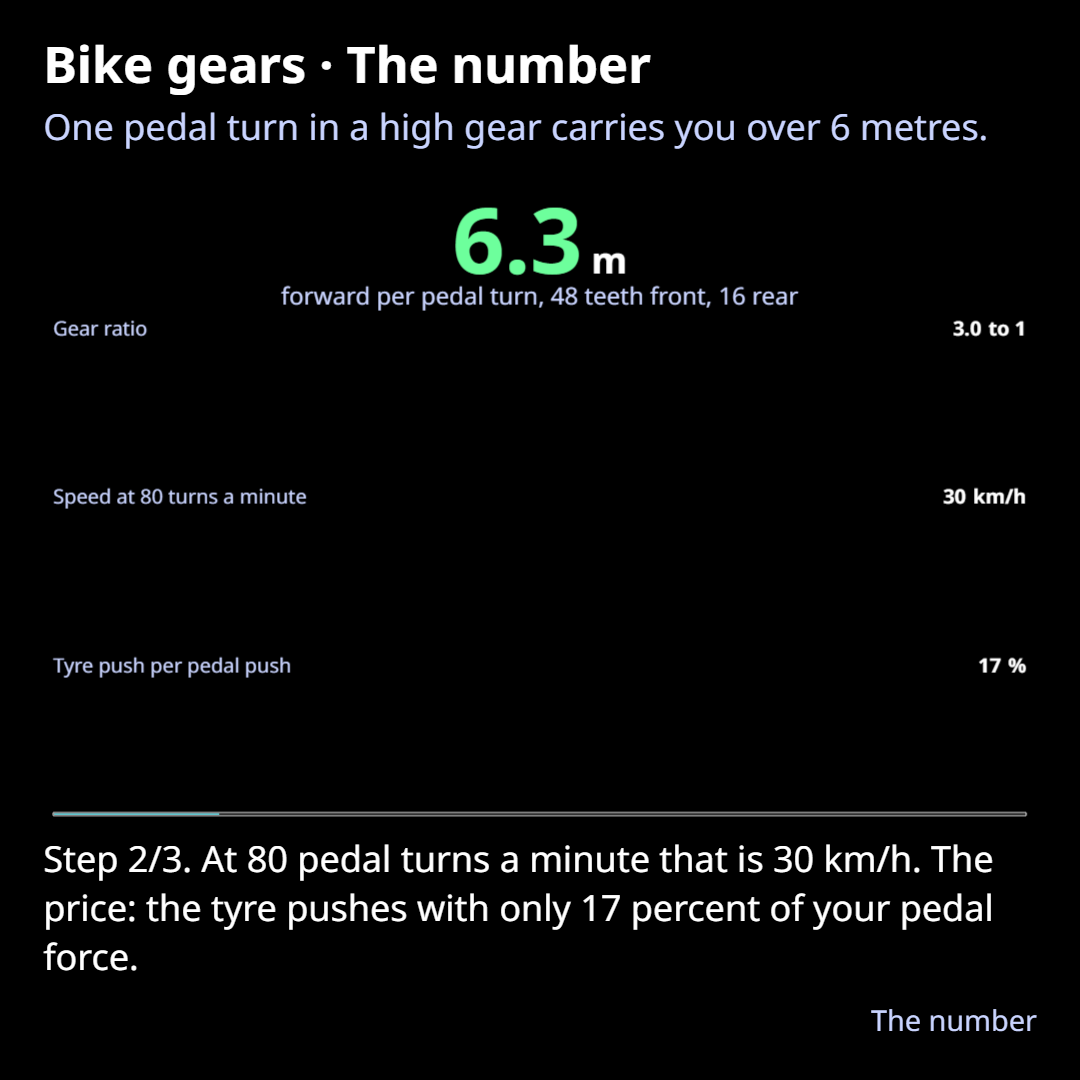 Bike gears · The number
One pedal turn in a high gear carries you over 6 metres.
6.3 m
forward per pedal turn, 48 teeth front, 16 rear
Gear ratio 3.0 to 1
Speed at 80 turns a minute 30 km/h
Tyre push per pedal push 17 %
Step 2/3. At 80 pedal turns a minute that is 30 km/h. The
price: the tyre pushes with only 17 percent of your pedal
force.
The number